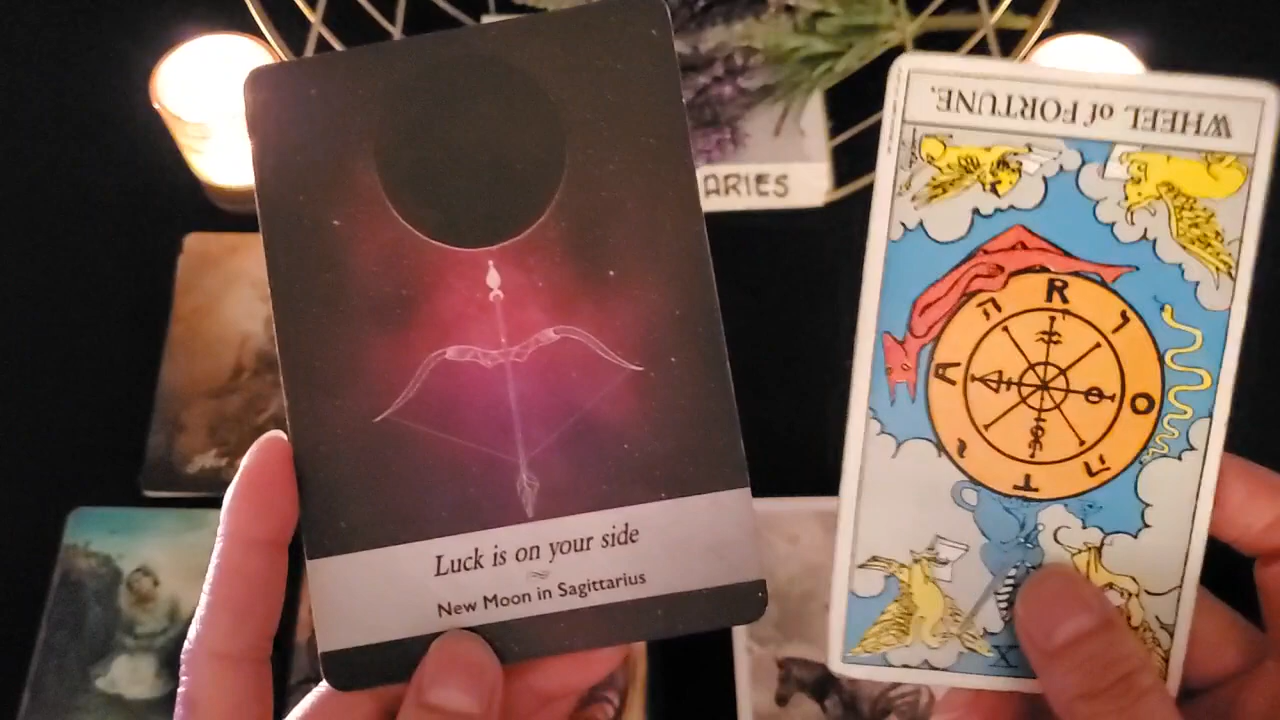 ARIES
Luck is on your side
New Moon in Sagittarius
WHEEL of FORTUNE.
R
O
T
A
X